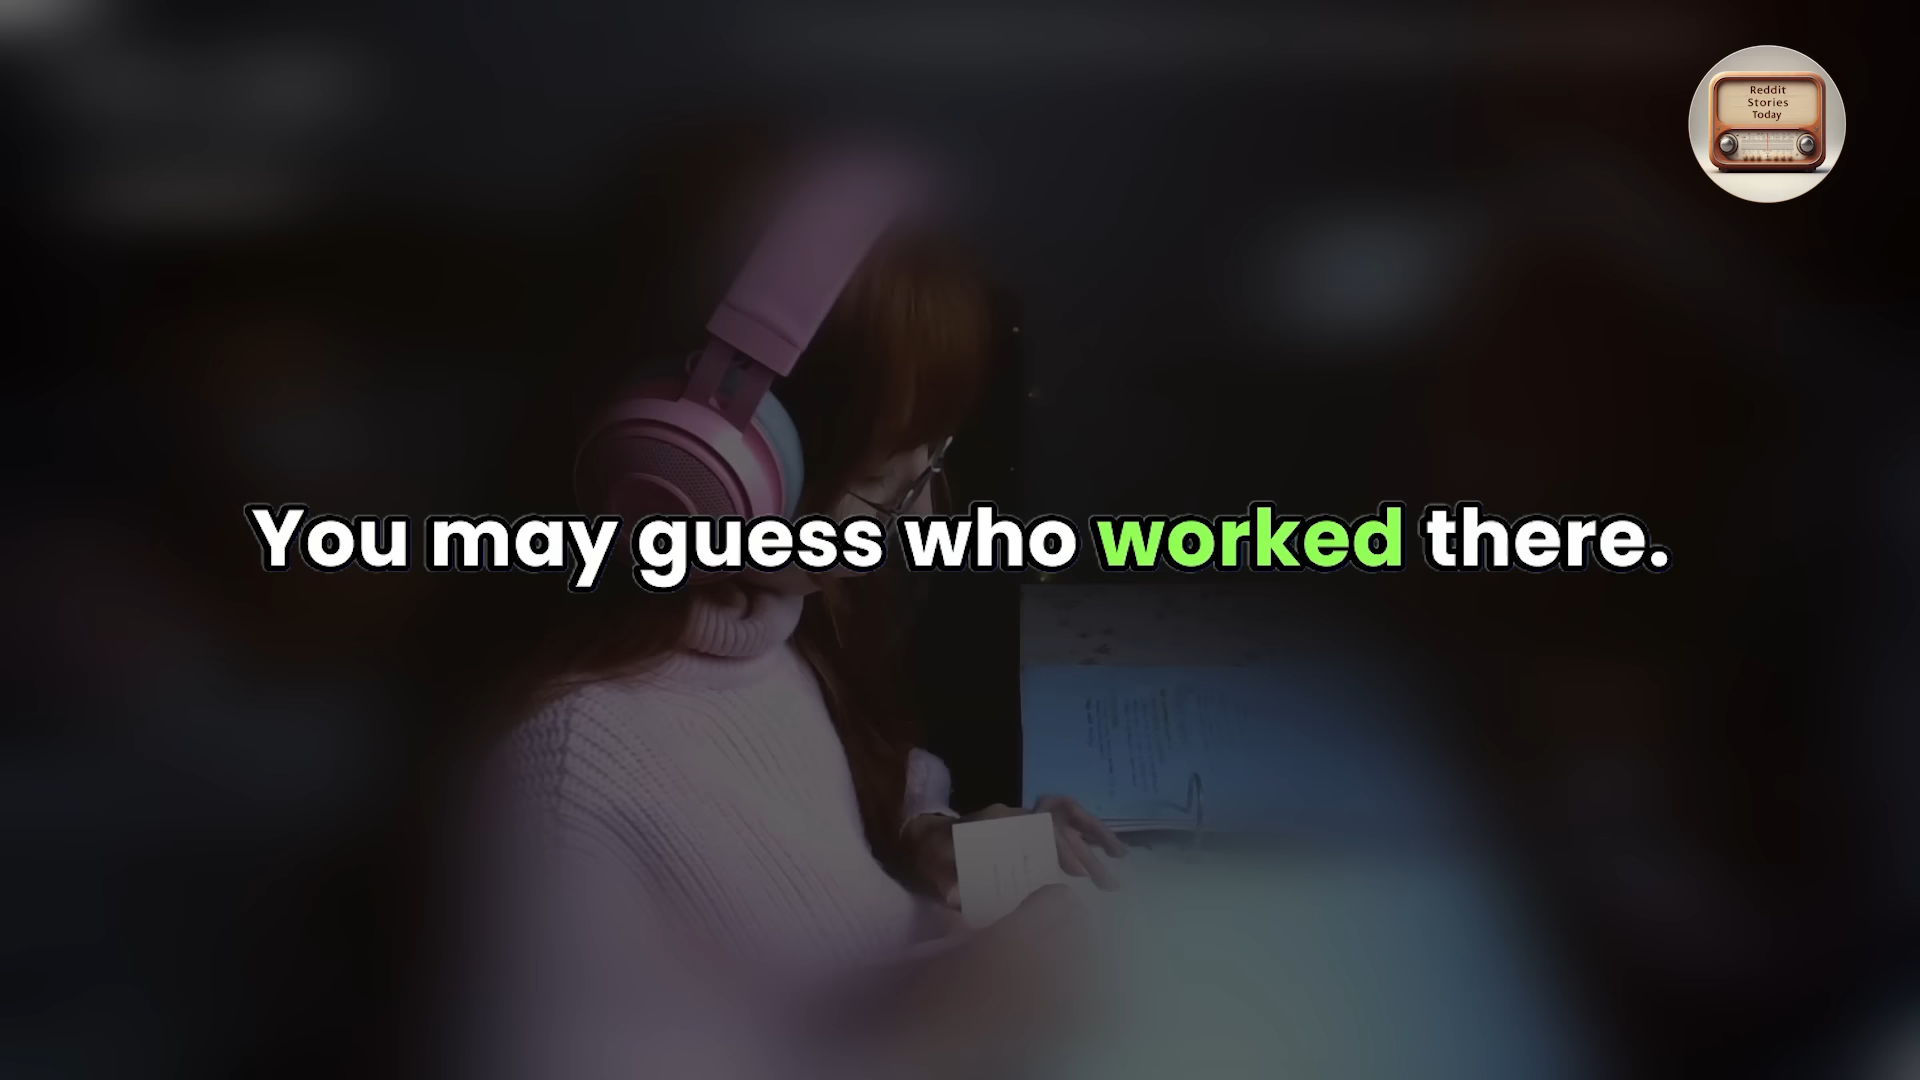 Reddit
Stories
Today
You may guess who worked there.